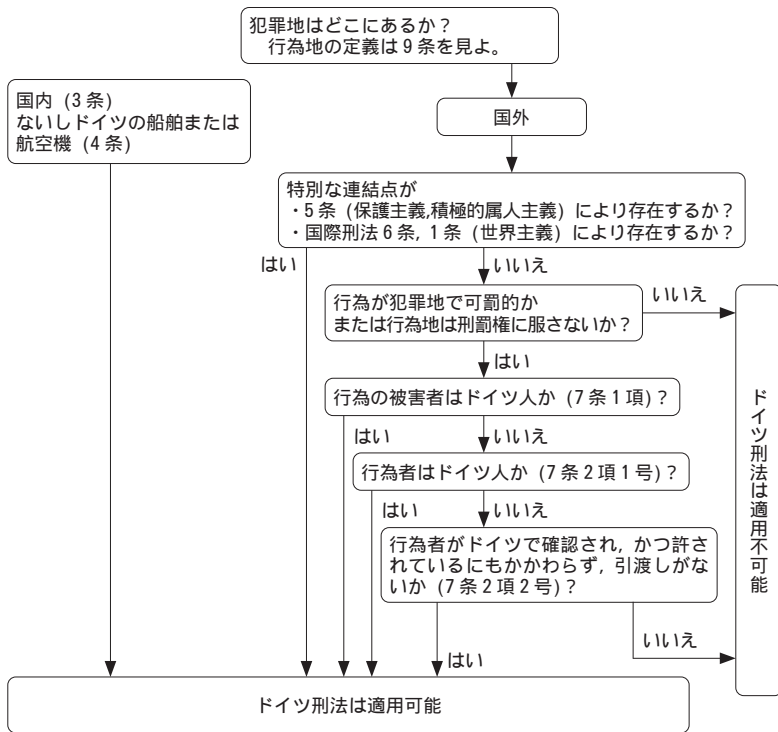 犯罪地はどこにあるか？
行為地の定義は9条を見よ。
国内（3条）
ないしドイツの船舶または
航空機（4条）
国外
特別な連結点が
・5条（保護主義，積極的属人主義）により存在するか？
・国際刑法6条，1条（世界主義）により存在するか？
はい
いいえ
行為が犯罪地で可罰的か
または行為地は刑罰権に服さないか？
いいえ
はい
行為の被害者はドイツ人か（7条1項）？
はい
いいえ
行為者はドイツ人か（7条2項1号）？
はい
いいえ
行為者がドイツで確認され，かつ許さ
れているにもかかわらず，引渡しがな
いか（7条2項2号）？
はい
いいえ
ドイツ刑法は適用不可能
ドイツ刑法は適用可能